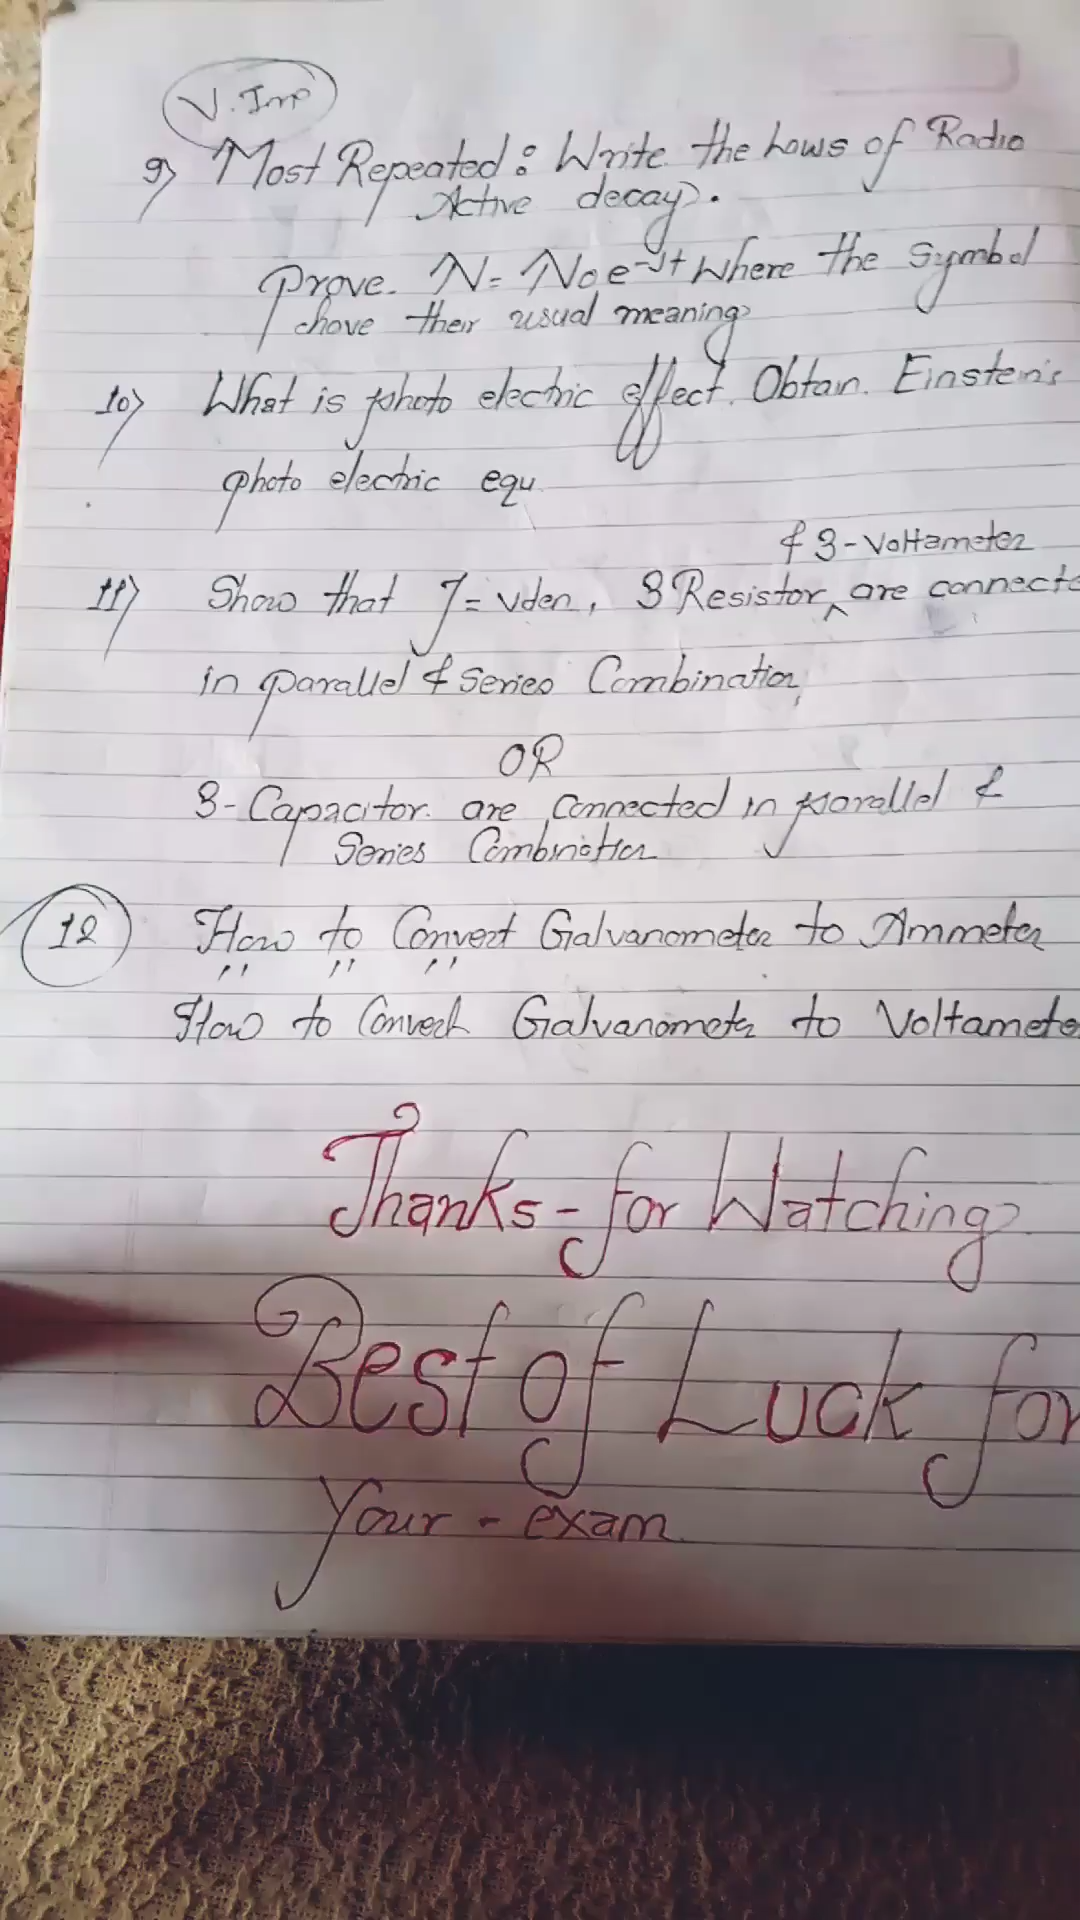 V. Imp
9) Most Repeated: Write the Laws of Radio
Active decay.
Prove. N = Noe-λt Where the Symbol
have their usual meaning
10) What is photo electric effect. Obtain. Einstein's
photo electric equ.
& 3-Voltameter
11) Show that J = Vden, 3 Resistor ^ are connecte
in parallel & Series Combination,
OR
3-Capacitor. are connected in parallel &
Series Combination
12 How to Convert Galvanometer to Ammeter
How to Convert Galvanometer to Voltamete
Thanks-for Watching
Best of Luck for
Your - exam